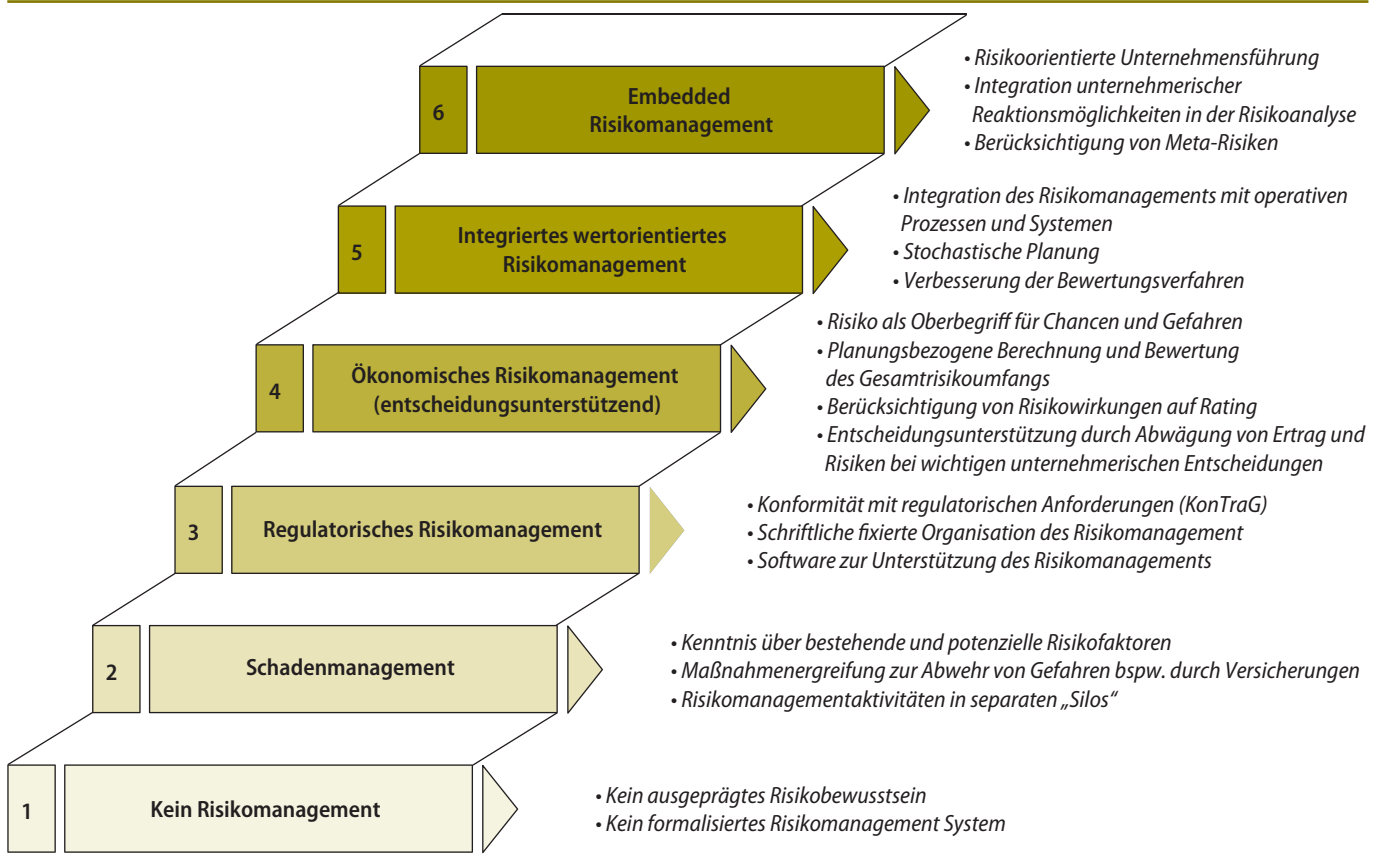 6
Embedded
Risikomanagement
• Risikoorientierte Unternehmensführung
• Integration unternehmerischer
Reaktionsmöglichkeiten in der Risikoanalyse
• Berücksichtigung von Meta-Risiken
5
Integriertes wertorientiertes
Risikomanagement
• Integration des Risikomanagements mit operativen
Prozessen und Systemen
• Stochastische Planung
• Verbesserung der Bewertungsverfahren
4
Ökonomisches Risikomanagement
(entscheidungsunterstützend)
• Risiko als Oberbegriff für Chancen und Gefahren
• Planungsbezogene Berechnung und Bewertung
des Gesamtrisikoumfangs
• Berücksichtigung von Risikowirkungen auf Rating
• Entscheidungsunterstützung durch Abwägung von Ertrag und
Risiken bei wichtigen unternehmerischen Entscheidungen
3
Regulatorisches Risikomanagement
• Konformität mit regulatorischen Anforderungen (KonTraG)
• Schriftliche fixierte Organisation des Risikomanagement
• Software zur Unterstützung des Risikomanagements
2
Schadenmanagement
• Kenntnis über bestehende und potenzielle Risikofaktoren
• Maßnahmenergreifung zur Abwehr von Gefahren bspw. durch Versicherungen
• Risikomanagementaktivitäten in separaten „Silos“
1
Kein Risikomanagement
• Kein ausgeprägtes Risikobewusstsein
• Kein formalisiertes Risikomanagement System